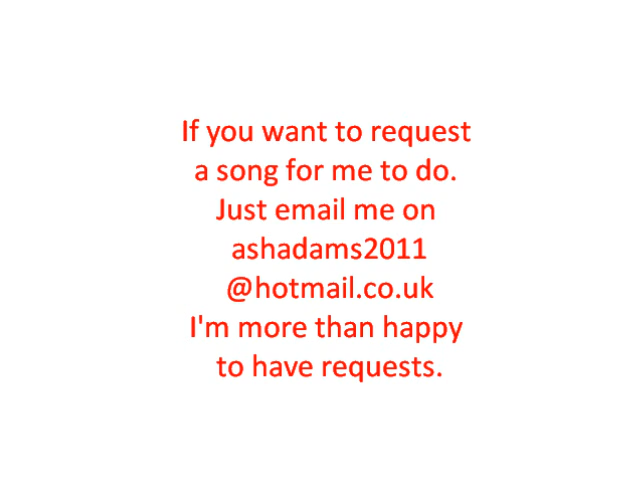 If you want to request
a song for me to do.
Just email me on
ashadams2011
@hotmail.co.uk
I'm more than happy
to have requests.